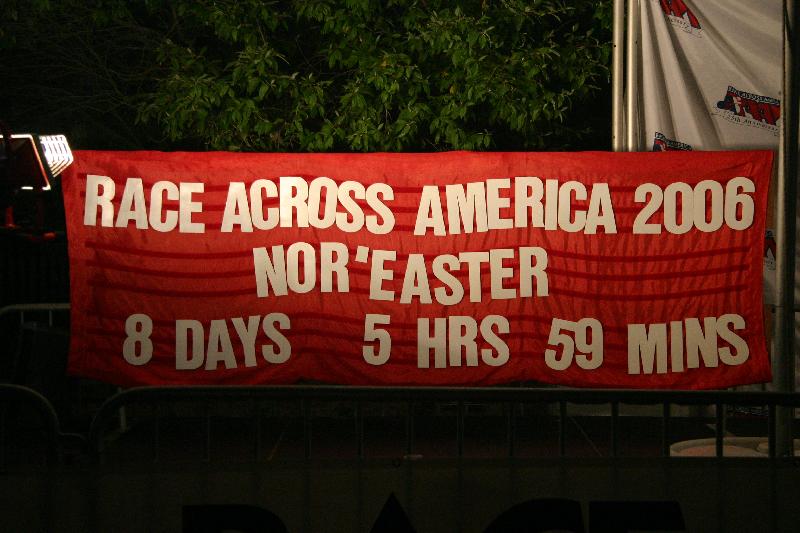 RACE ACROSS AMERICA 2006
NOR'EASTER
8 DAYS 5 HRS 59 MINS